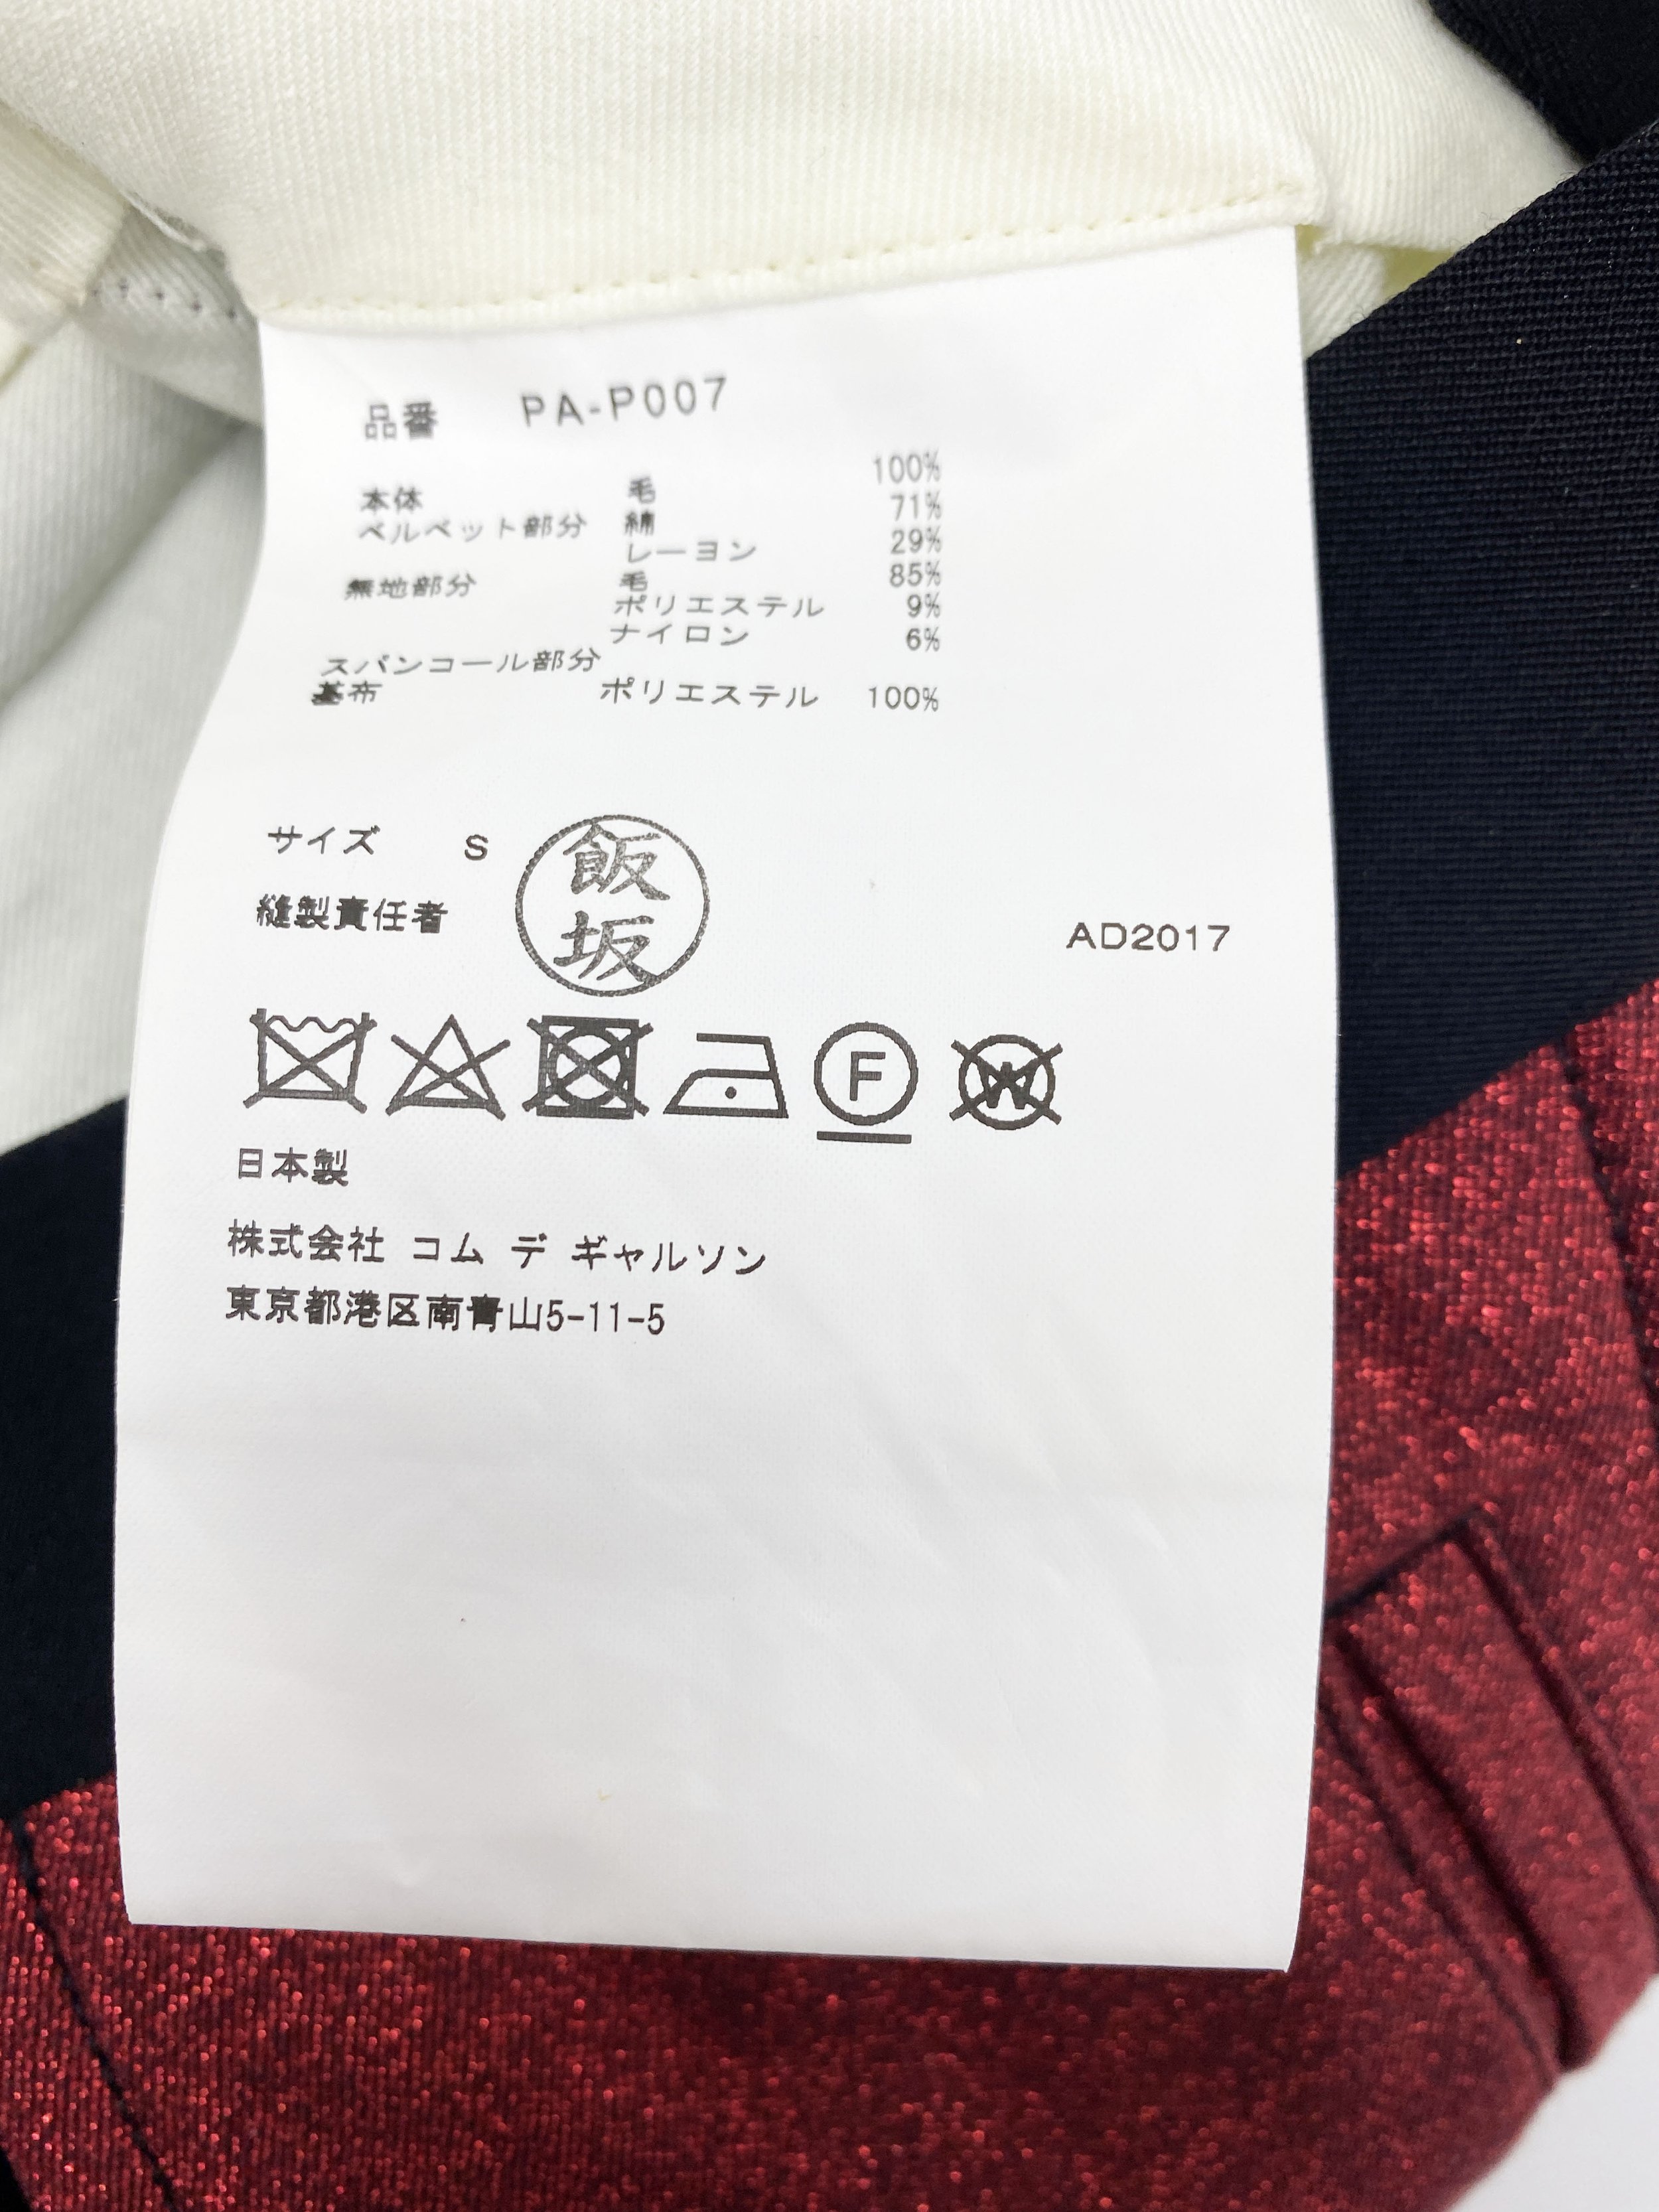 品番 PA-P007
本体 毛 100%
ベルベット部分 綿 71%
レーヨン 29%
無地部分 毛 85%
ポリエステル 9%
ナイロン 6%
スパンコール部分
基布 ポリエステル 100%
サイズ S
縫製責任者 飯坂
AD2017
F W
日本製
株式会社 コム デ ギャルソン
東京都港区南青山5-11-5